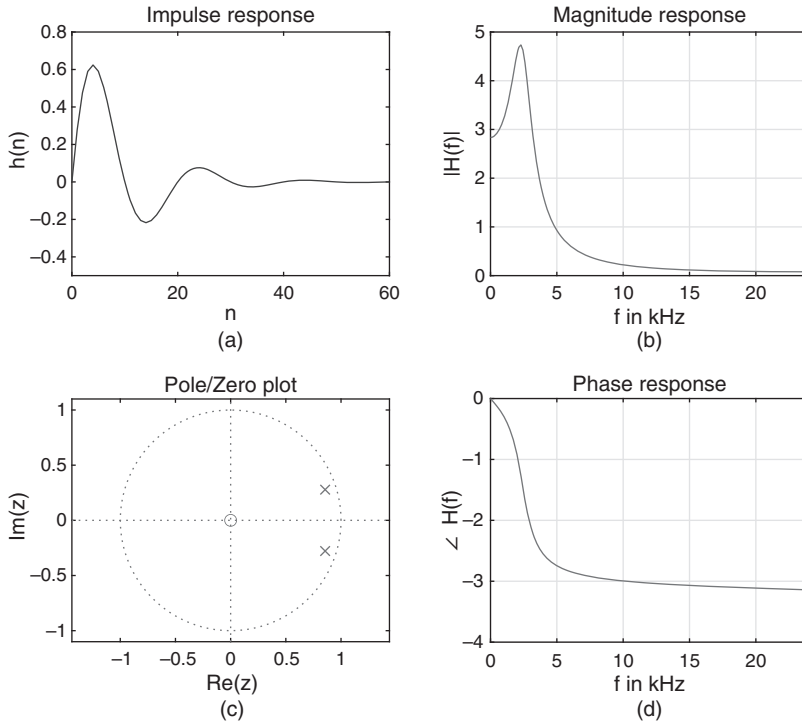 Impulse response
0.8
0.6
0.4
0.2
0
−0.2
−0.4
h(n)
0 20 40 60
n
(a)
Magnitude response
5
4
3
2
1
0
|H(f)|
0 5 10 15 20
f in kHz
(b)
Pole/Zero plot
1
0.5
0
−0.5
−1
Im(z)
−1 −0.5 0 0.5 1
Re(z)
(c)
Phase response
0
−1
−2
−3
−4
∠ H(f)
0 5 10 15 20
f in kHz
(d)